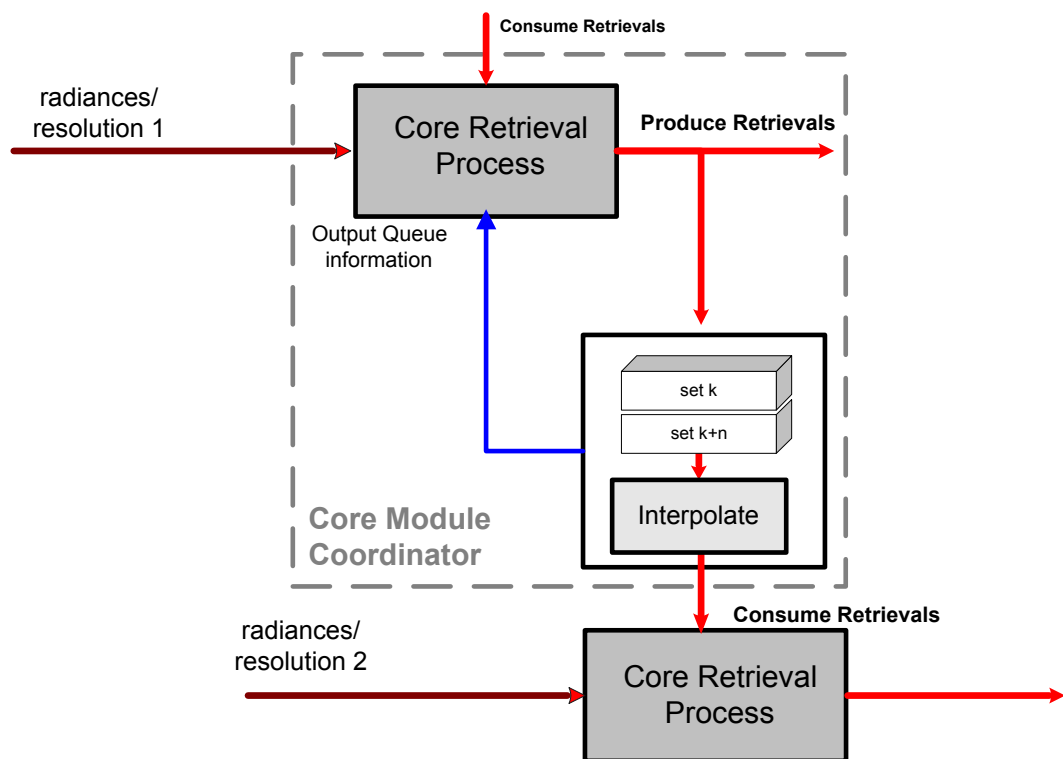 Consume Retrievals
radiances/
resolution 1
Core Retrieval
Process
Produce Retrievals
Output Queue
information
set k
set k+n
Interpolate
Core Module
Coordinator
Consume Retrievals
radiances/
resolution 2
Core Retrieval
Process